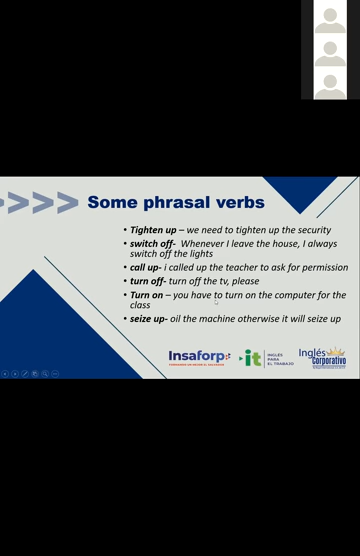 >>>> Some phrasal verbs
• Tighten up – we need to tighten up the security
• switch off- Whenever I leave the house, I always
switch off the lights
• call up- i called up the teacher to ask for permission
• turn off- turn off the tv, please
• Turn on – you have to turn on the computer for the
class
• seize up- oil the machine otherwise it will seize up
Insaforp
it
INGLÉS
PARA
EL TRABAJO
Inglés
Corporativo